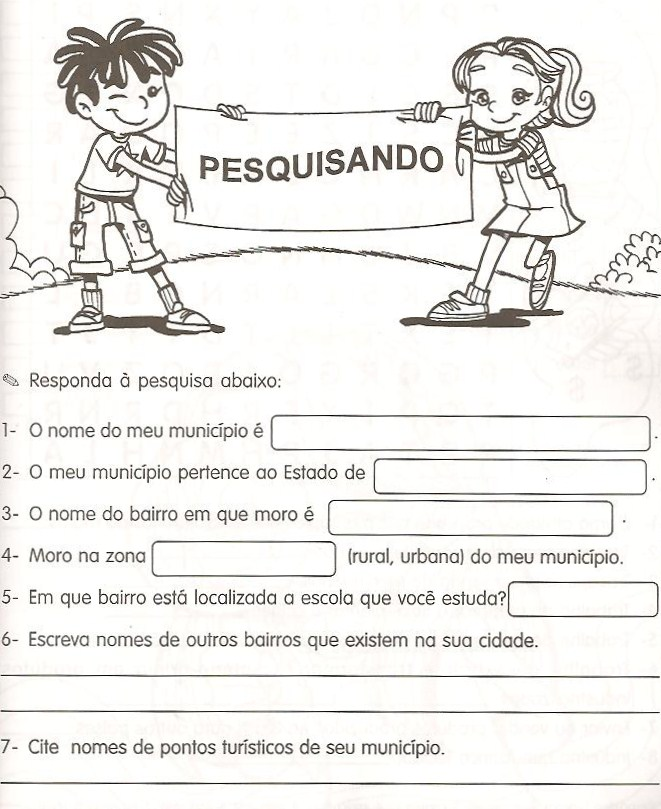 PESQUISANDO
Responda à pesquisa abaixo:
1- O nome do meu município é .
2- O meu município pertence ao Estado de .
3- O nome do bairro em que moro é .
4- Moro na zona (rural, urbana) do meu município.
5- Em que bairro está localizada a escola que você estuda?
6- Escreva nomes de outros bairros que existem na sua cidade.
7- Cite nomes de pontos turísticos de seu município.